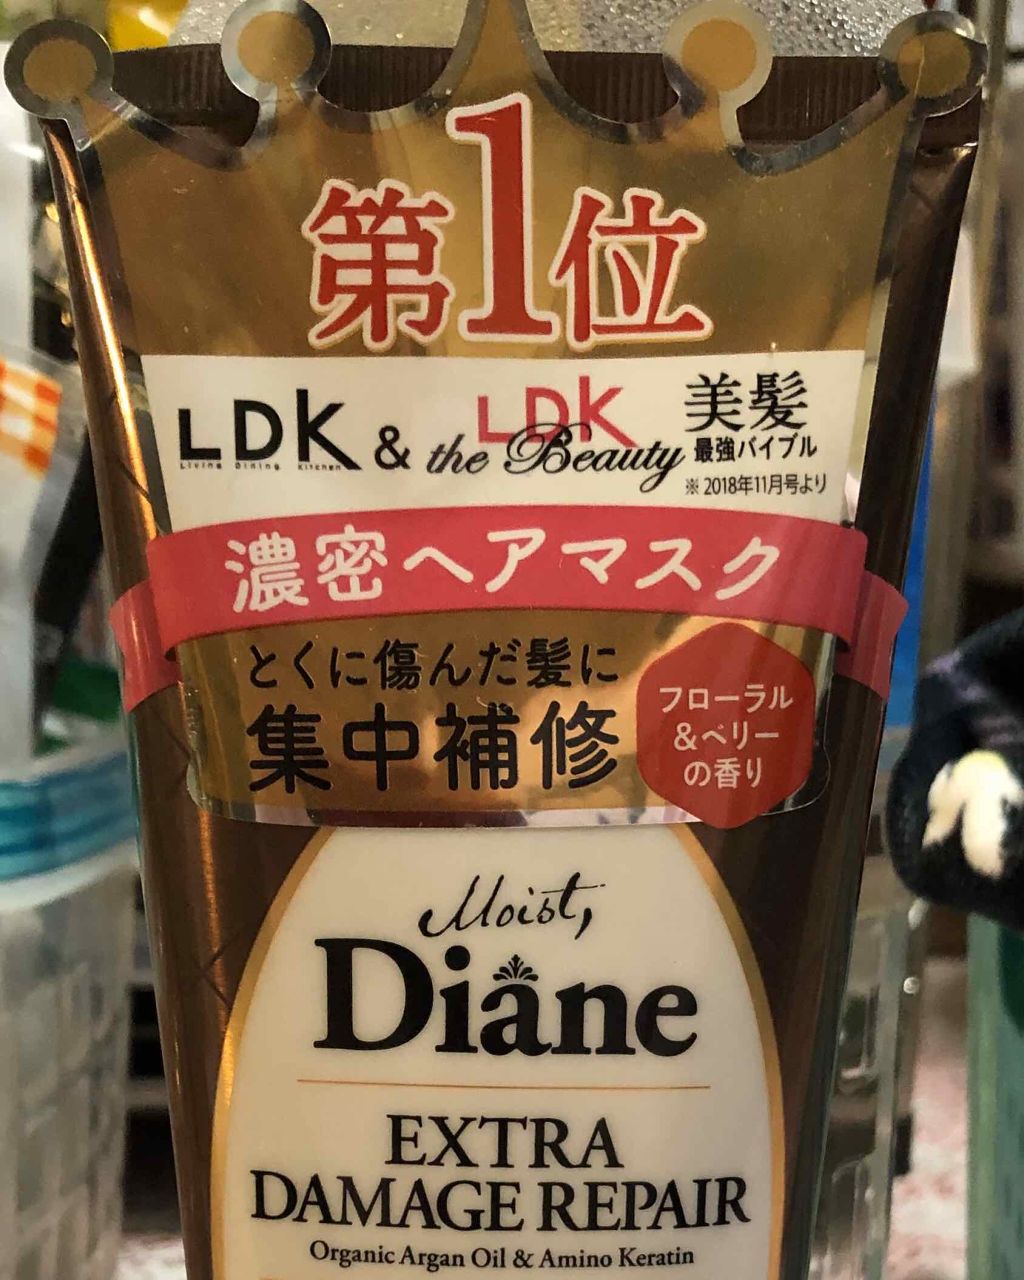 第1位
LDK & LDK the Beauty 美髪
Living Dining Kitchen
最強バイブル
※2018年11月号より
濃密ヘアマスク
とくに傷んだ髪に
集中補修
フローラル
&ベリー
の香り
Moist,
Diane
EXTRA
DAMAGE REPAIR
Organic Argan Oil & Amino Keratin